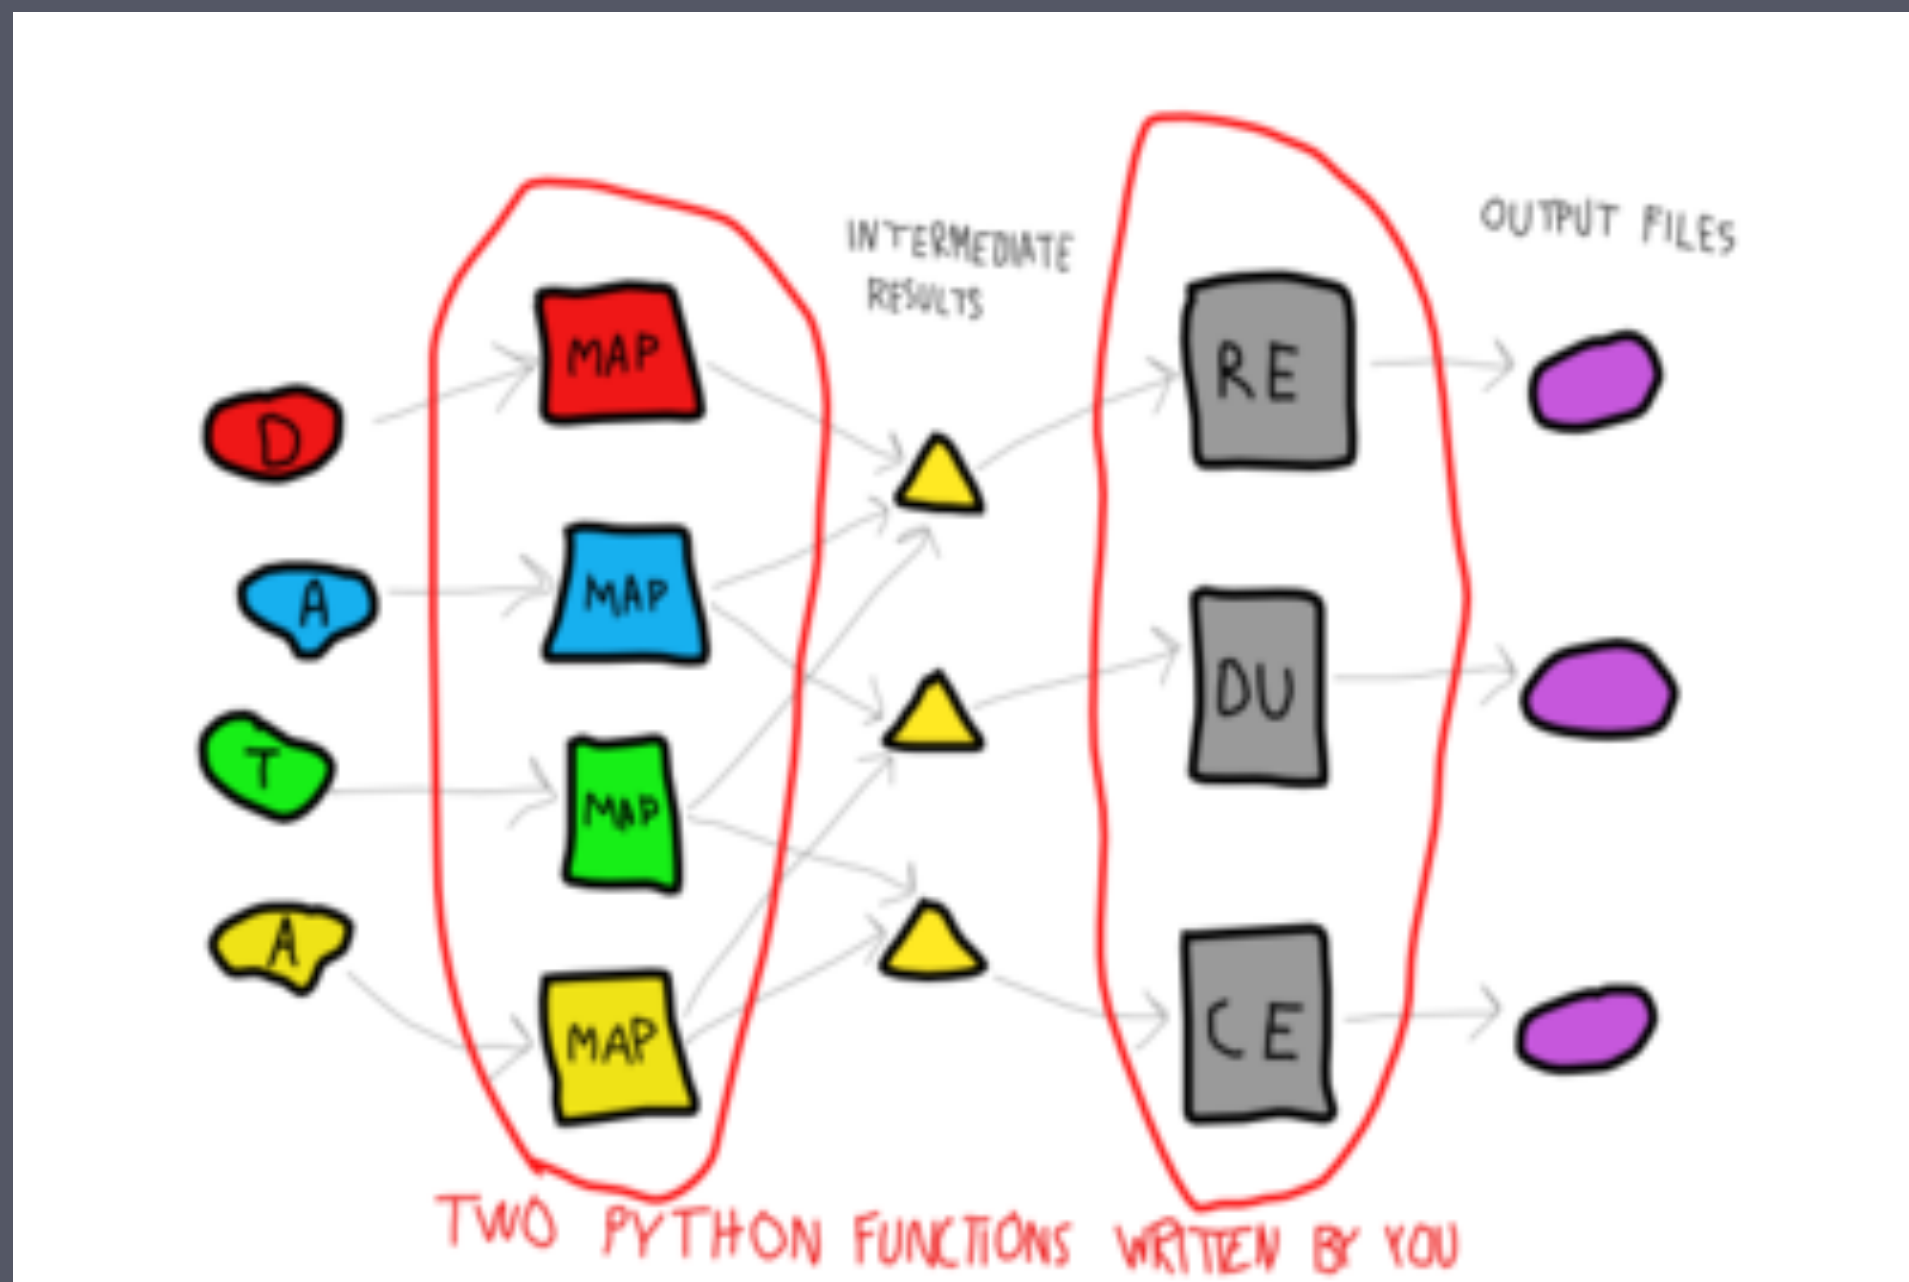 INTERMEDIATE
RESULTS
OUTPUT FILES
D
A
T
A
MAP
MAP
MAP
MAP
RE
DU
CE
TWO PYTHON FUNCTIONS WRITTEN BY YOU